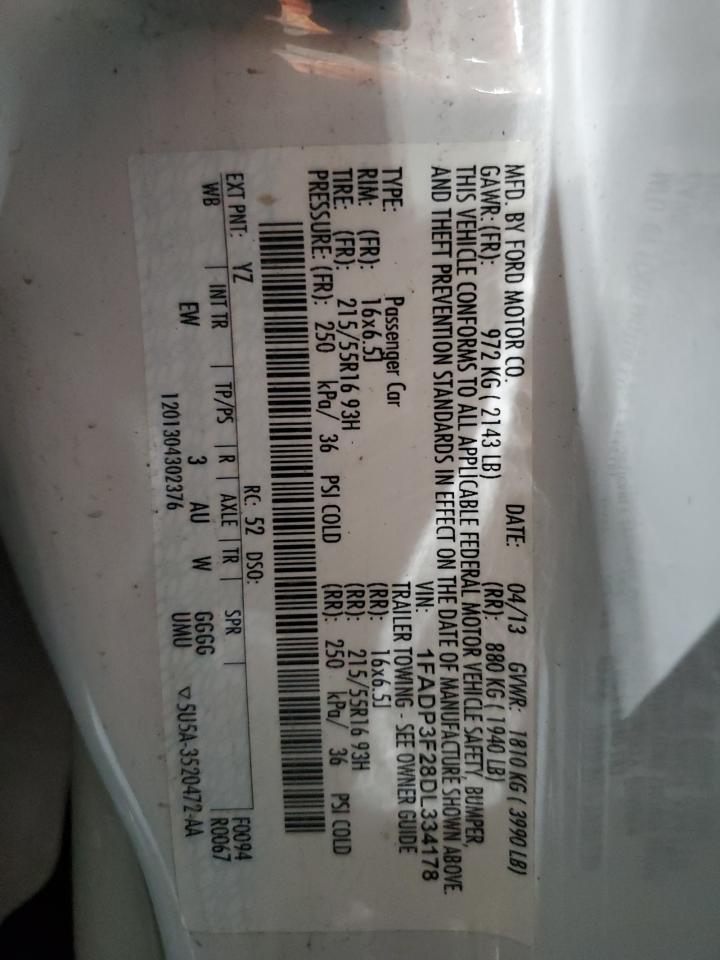 MFD. BY FORD MOTOR CO. DATE: 04/13 GVWR: 1810 KG ( 3990 LB)
GAWR: (FR): 972 KG ( 2143 LB) (RR): 880 KG ( 1940 LB)
THIS VEHICLE CONFORMS TO ALL APPLICABLE FEDERAL MOTOR VEHICLE SAFETY, BUMPER,
AND THEFT PREVENTION STANDARDS IN EFFECT ON THE DATE OF MANUFACTURE SHOWN ABOVE.
VIN: 1FADP3F28DL334178
TYPE: Passenger Car TRAILER TOWING - SEE OWNER GUIDE
RIM: (FR): 16x6.5J (RR): 16x6.5J
TIRE: (FR): 215/55R16 93H (RR): 215/55R16 93H
PRESSURE: (FR): 250 kPa/ 36 PSI COLD (RR): 250 kPa/ 36 PSI COLD
EXT PNT: YZ RC: 52 DSO: F0094
WB INT TR TP/PS R AXLE TR SPR R0067
EW 3 AU W GGGG
UMU
1201304302376 ▽5U5A-3520472-AA